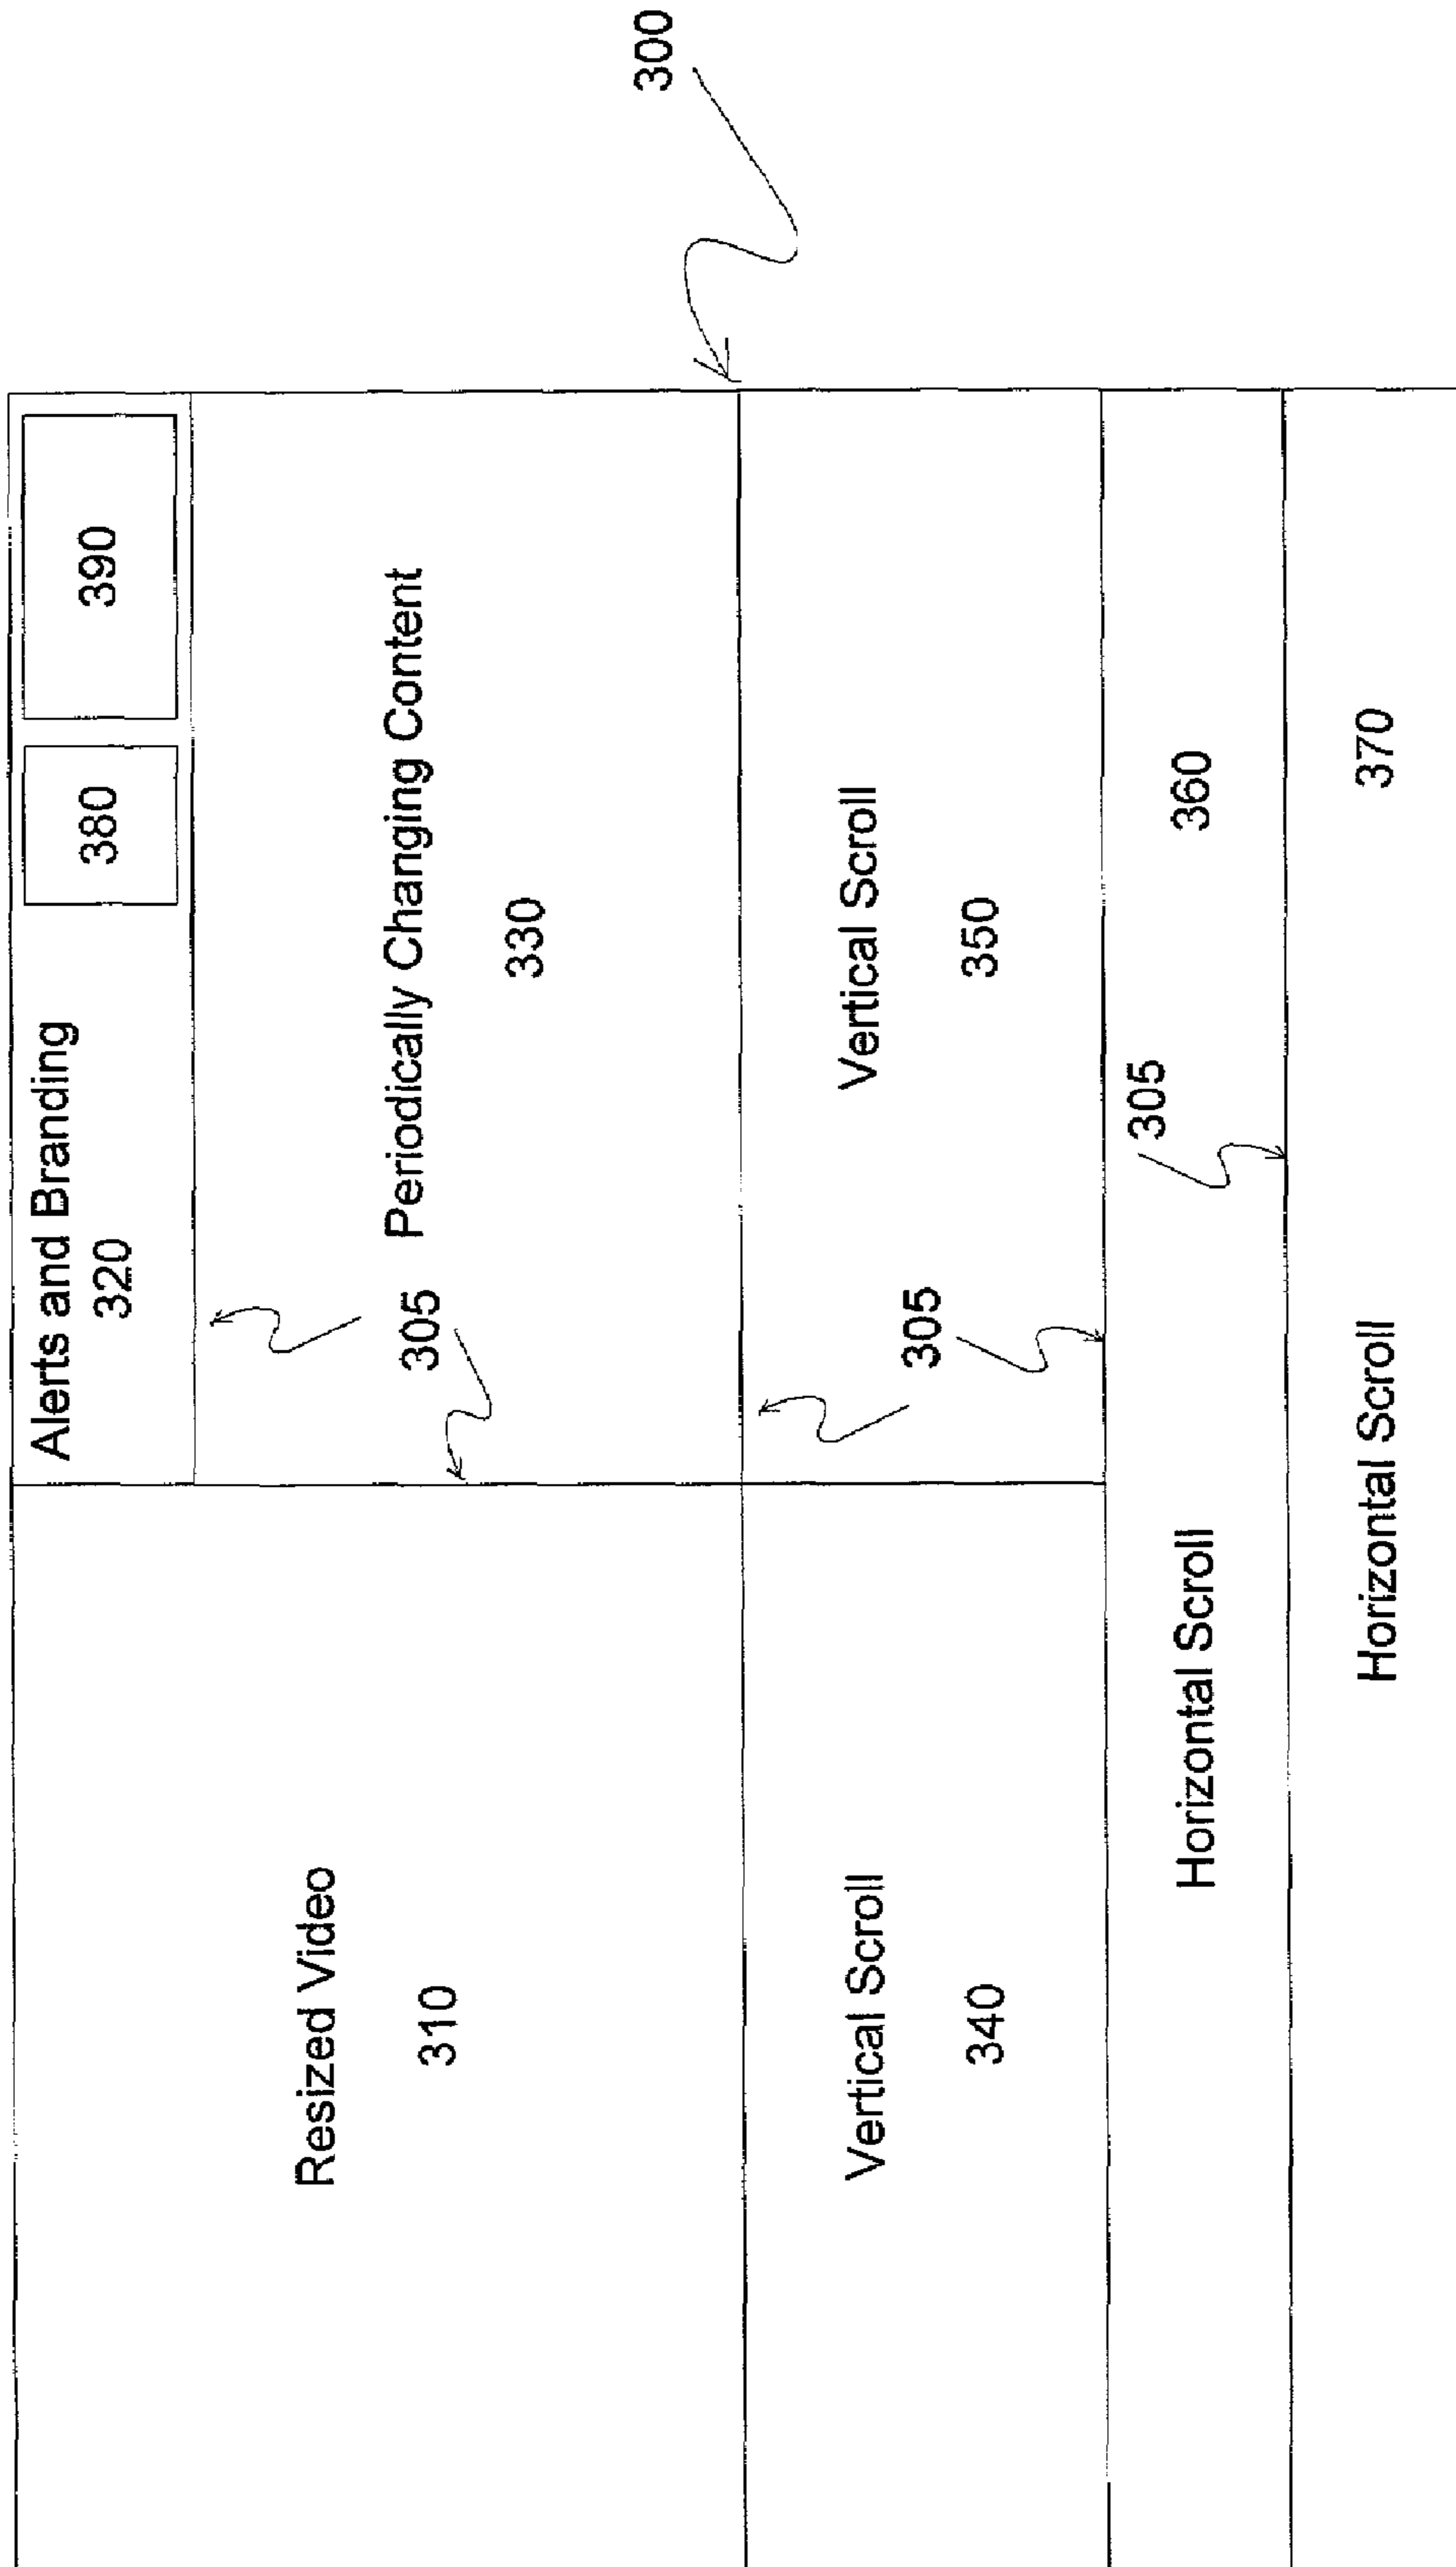 300
Alerts and Branding
320
380
390
Resized Video
310
305
Periodically Changing Content
330
Vertical Scroll
340
305
Vertical Scroll
350
305
Horizontal Scroll
360
Horizontal Scroll
370